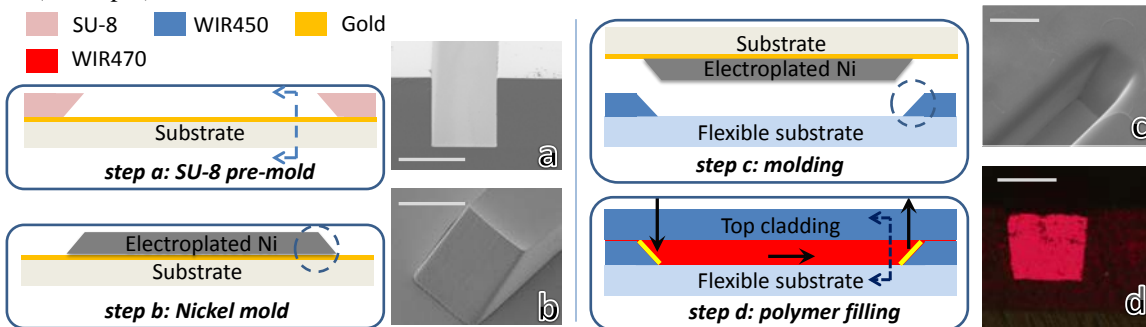 SU-8 WIR450 Gold
WIR470
Substrate
step a: SU-8 pre-mold
a
Electroplated Ni
Substrate
step b: Nickel mold
b
Substrate
Electroplated Ni
Flexible substrate
step c: molding
c
Top cladding
Flexible substrate
step d: polymer filling
d